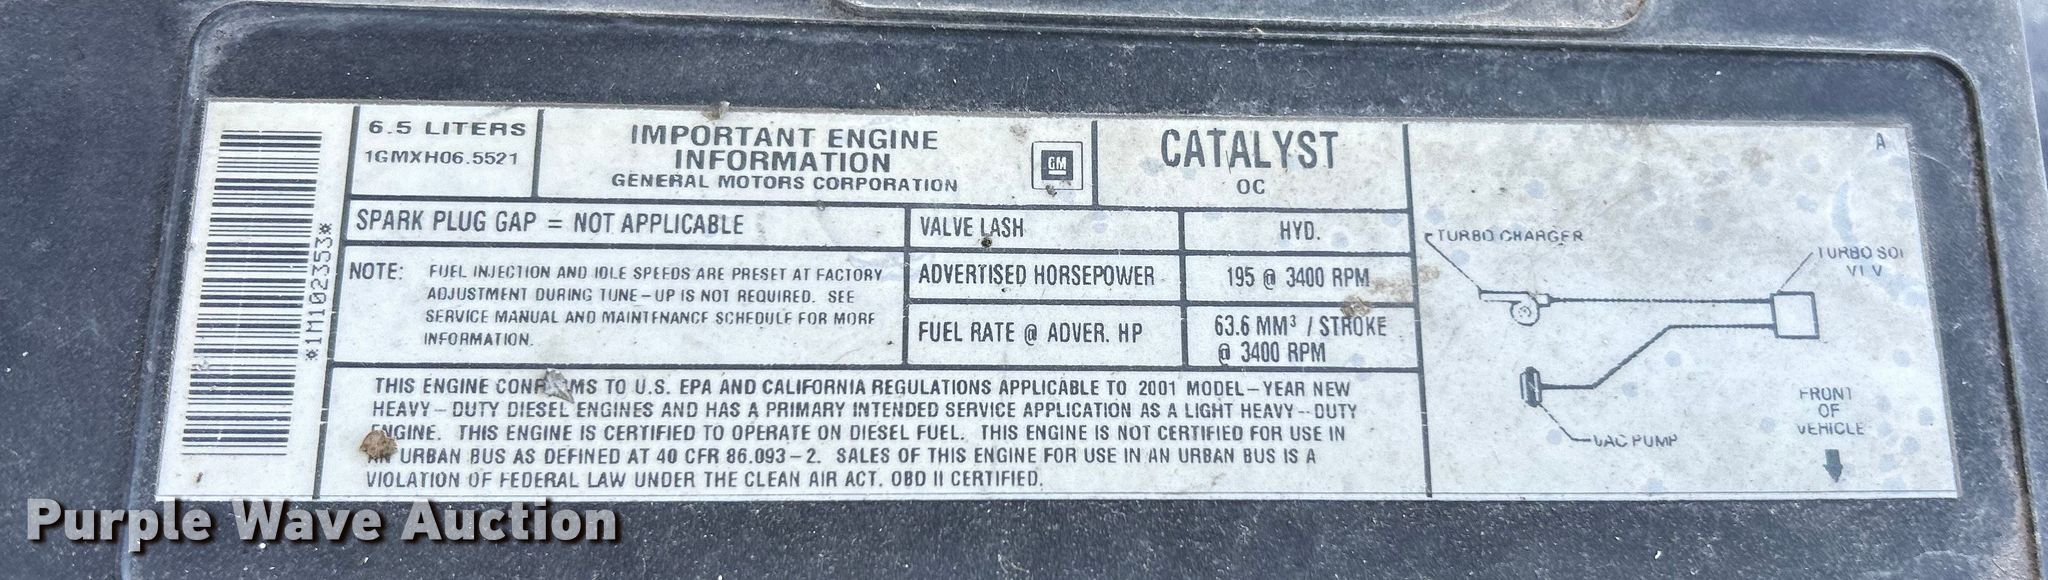 *1M102353*
6.5 LITERS
1GMXH06.5521
IMPORTANT ENGINE
INFORMATION
GENERAL MOTORS CORPORATION
GM
CATALYST
OC
SPARK PLUG GAP = NOT APPLICABLE
VALVE LASH
HYD.
NOTE: FUEL INJECTION AND IDLE SPEEDS ARE PRESET AT FACTORY
ADJUSTMENT DURING TUNE-UP IS NOT REQUIRED. SEE
SERVICE MANUAL AND MAINTENANCE SCHEDULE FOR MORE
INFORMATION.
ADVERTISED HORSEPOWER
195 @ 3400 RPM
FUEL RATE @ ADVER. HP
63.6 MM³ / STROKE
@ 3400 RPM
THIS ENGINE CONFORMS TO U.S. EPA AND CALIFORNIA REGULATIONS APPLICABLE TO 2001 MODEL-YEAR NEW
HEAVY-DUTY DIESEL ENGINES AND HAS A PRIMARY INTENDED SERVICE APPLICATION AS A LIGHT HEAVY-DUTY
ENGINE. THIS ENGINE IS CERTIFIED TO OPERATE ON DIESEL FUEL. THIS ENGINE IS NOT CERTIFIED FOR USE IN
AN URBAN BUS AS DEFINED AT 40 CFR 86.093-2. SALES OF THIS ENGINE FOR USE IN AN URBAN BUS IS A
VIOLATION OF FEDERAL LAW UNDER THE CLEAN AIR ACT. OBD II CERTIFIED.
A
TURBO CHARGER
TURBO SOL
VLV
VAC PUMP
FRONT
OF
VEHICLE
Purple Wave Auction